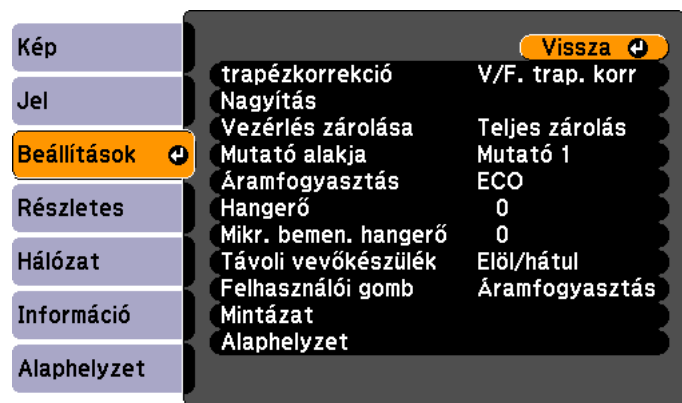 Kép
Jel
Beállítások
Részletes
Hálózat
Információ
Alaphelyzet
Vissza
trapézkorrekció V/F. trap. korr
Nagyítás
Vezérlés zárolása Teljes zárolás
Mutató alakja Mutató 1
Áramfogyasztás ECO
Hangerő 0
Mikr. bemen. hangerő 0
Távoli vevőkészülék Elöl/hátul
Felhasználói gomb Áramfogyasztás
Mintázat
Alaphelyzet